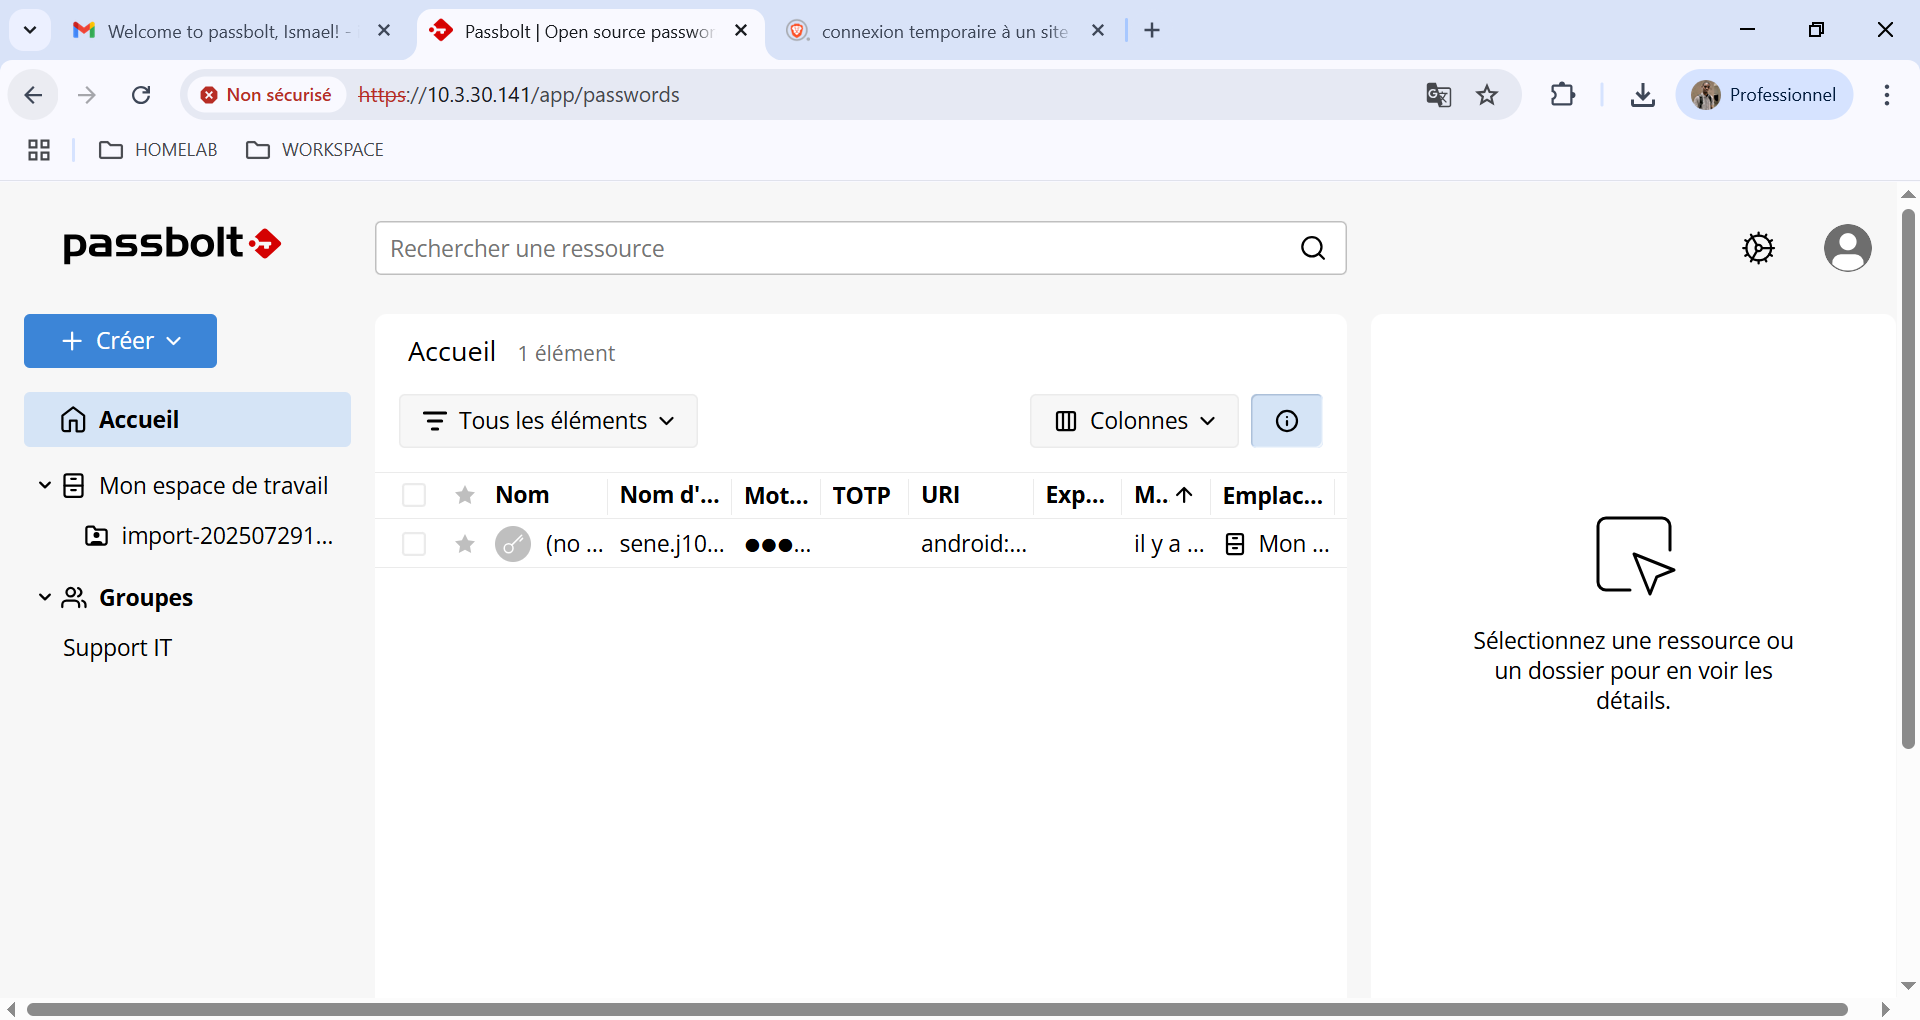 Welcome to passbolt, Ismael! -
Passbolt | Open source passwor
connexion temporaire à un site
Non sécurisé
https://10.3.30.141/app/passwords
Professionnel
HOMELAB
WORKSPACE
passbolt
Rechercher une ressource
Créer
Accueil
Mon espace de travail
import-202507291...
Groupes
Support IT
Accueil 1 élément
Tous les éléments
Colonnes
Nom Nom d'... Mot... TOTP URI Exp... M.. Emplac...
(no ... sene.j10... ●●●... android:... il y a ... Mon ...
Sélectionnez une ressource ou
un dossier pour en voir les
détails.